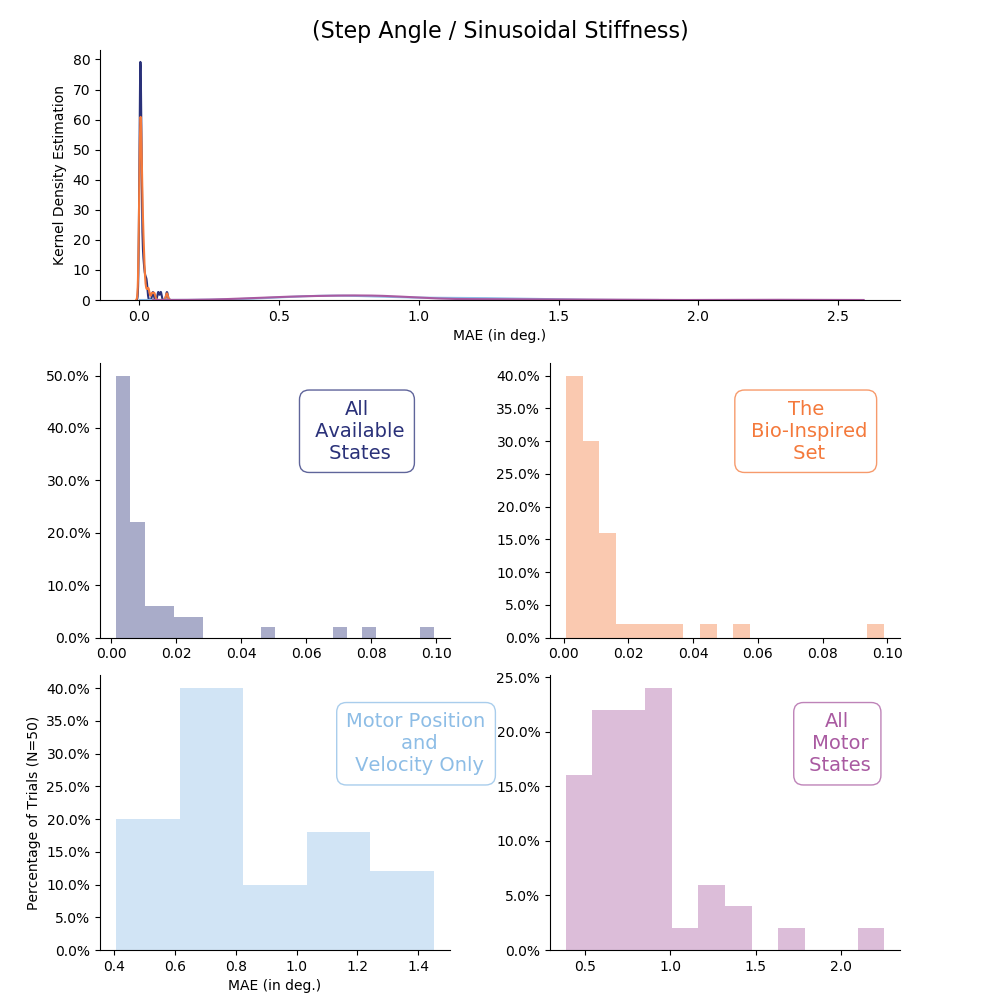 (Step Angle / Sinusoidal Stiffness)
Kernel Density Estimation
80
70
60
50
40
30
20
10
0
0.0 0.5 1.0 1.5 2.0 2.5
MAE (in deg.)
50.0%
40.0%
30.0%
20.0%
10.0%
0.0%
0.00 0.02 0.04 0.06 0.08 0.10
All
Available
States
40.0%
35.0%
30.0%
25.0%
20.0%
15.0%
10.0%
5.0%
0.0%
0.00 0.02 0.04 0.06 0.08 0.10
The
Bio-Inspired
Set
Percentage of Trials (N=50)
40.0%
35.0%
30.0%
25.0%
20.0%
15.0%
10.0%
5.0%
0.0%
0.4 0.6 0.8 1.0 1.2 1.4
MAE (in deg.)
Motor Position
and
Velocity Only
25.0%
20.0%
15.0%
10.0%
5.0%
0.0%
0.5 1.0 1.5 2.0
All
Motor
States